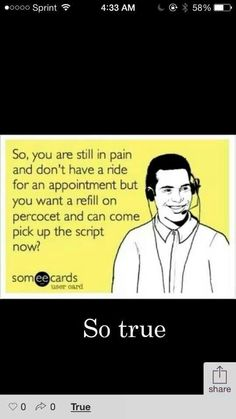 Sprint 4:33 AM 58%
So, you are still in pain
and don't have a ride
for an appointment but
you want a refill on
percocet and can come
pick up the script
now?
someecards
user card
So true
share
0 0 True